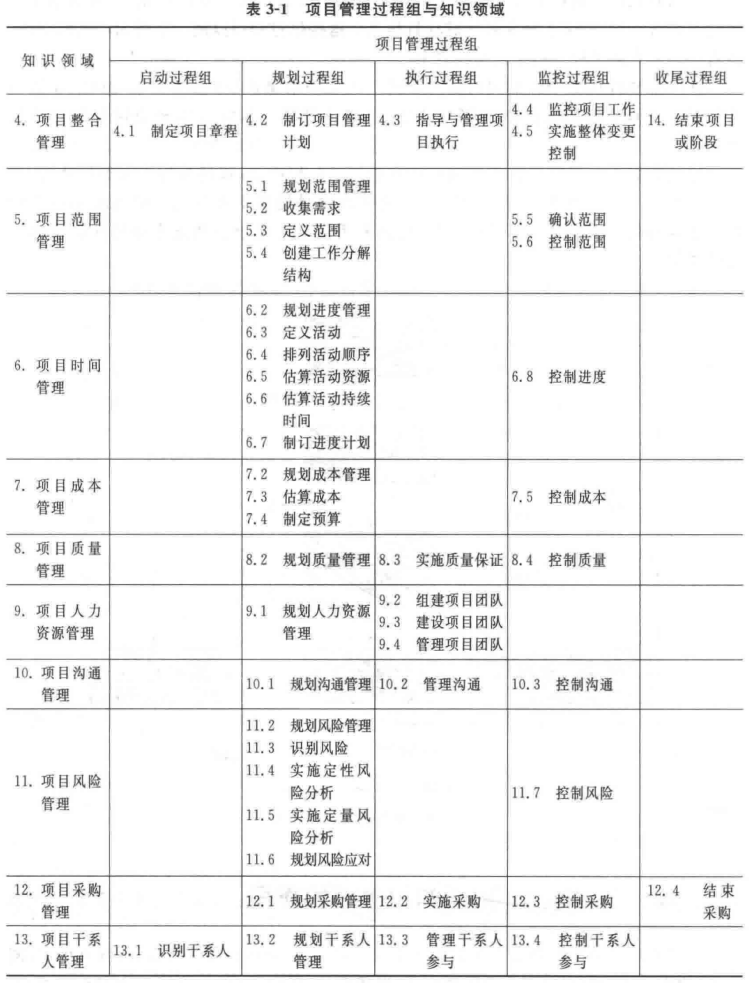 表 3-1 项目管理过程组与知识领域
知识领域
项目管理过程组
启动过程组
规划过程组
执行过程组
监控过程组
收尾过程组
4. 项目整合
管理
4.1 制定项目章程
4.2 制订项目管理
计划
4.3 指导与管理项
目执行
4.4 监控项目工作
4.5 实施整体变更
控制
14. 结束项目
或阶段
5. 项目范围
管理
5.1 规划范围管理
5.2 收集需求
5.3 定义范围
5.4 创建工作分解
结构
5.5 确认范围
5.6 控制范围
6. 项目时间
管理
6.2 规划进度管理
6.3 定义活动
6.4 排列活动顺序
6.5 估算活动资源
6.6 估算活动持续
时间
6.7 制订进度计划
6.8 控制进度
7. 项目成本
管理
7.2 规划成本管理
7.3 估算成本
7.4 制定预算
7.5 控制成本
8. 项目质量
管理
8.2 规划质量管理
8.3 实施质量保证
8.4 控制质量
9. 项目人力
资源管理
9.1 规划人力资源
管理
9.2 组建项目团队
9.3 建设项目团队
9.4 管理项目团队
10. 项目沟通
管理
10.1 规划沟通管理
10.2 管理沟通
10.3 控制沟通
11. 项目风险
管理
11.2 规划风险管理
11.3 识别风险
11.4 实施定性风
险分析
11.5 实施定量风
险分析
11.6 规划风险应对
11.7 控制风险
12. 项目采购
管理
12.1 规划采购管理
12.2 实施采购
12.3 控制采购
12.4 结束
采购
13. 项目干系
人管理
13.1 识别干系人
13.2 规划干系人
管理
13.3 管理干系人
参与
13.4 控制干系人
参与